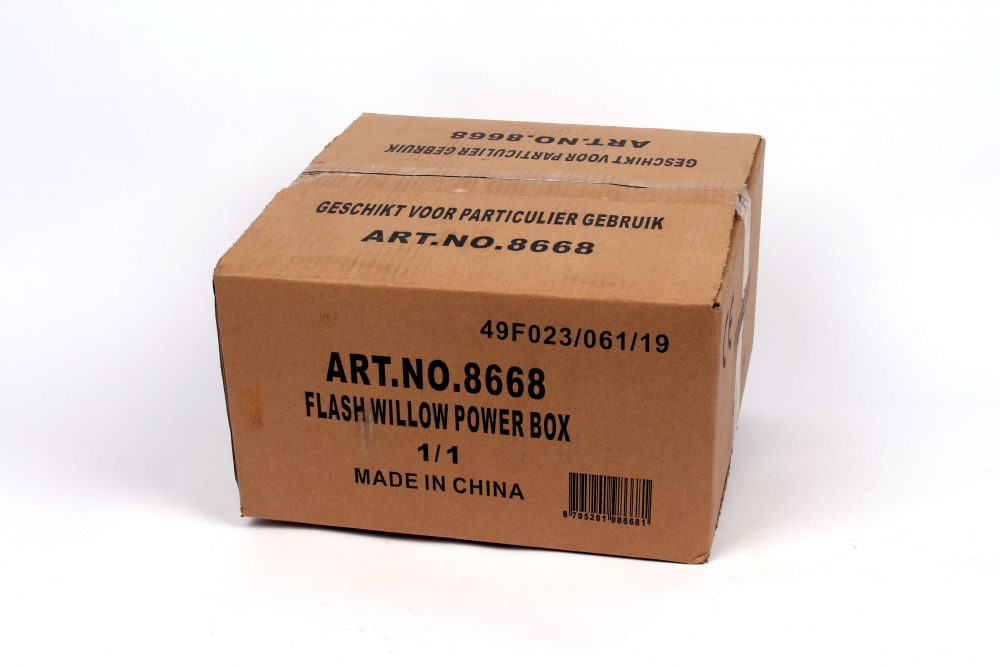 ART.NO.8668
GESCHIKT VOOR PARTICULIER GEBRUIK
GESCHIKT VOOR PARTICULIER GEBRUIK
ART.NO.8668
49F023/061/19
ART.NO.8668
FLASH WILLOW POWER BOX
1/1
MADE IN CHINA
8 795201 986681